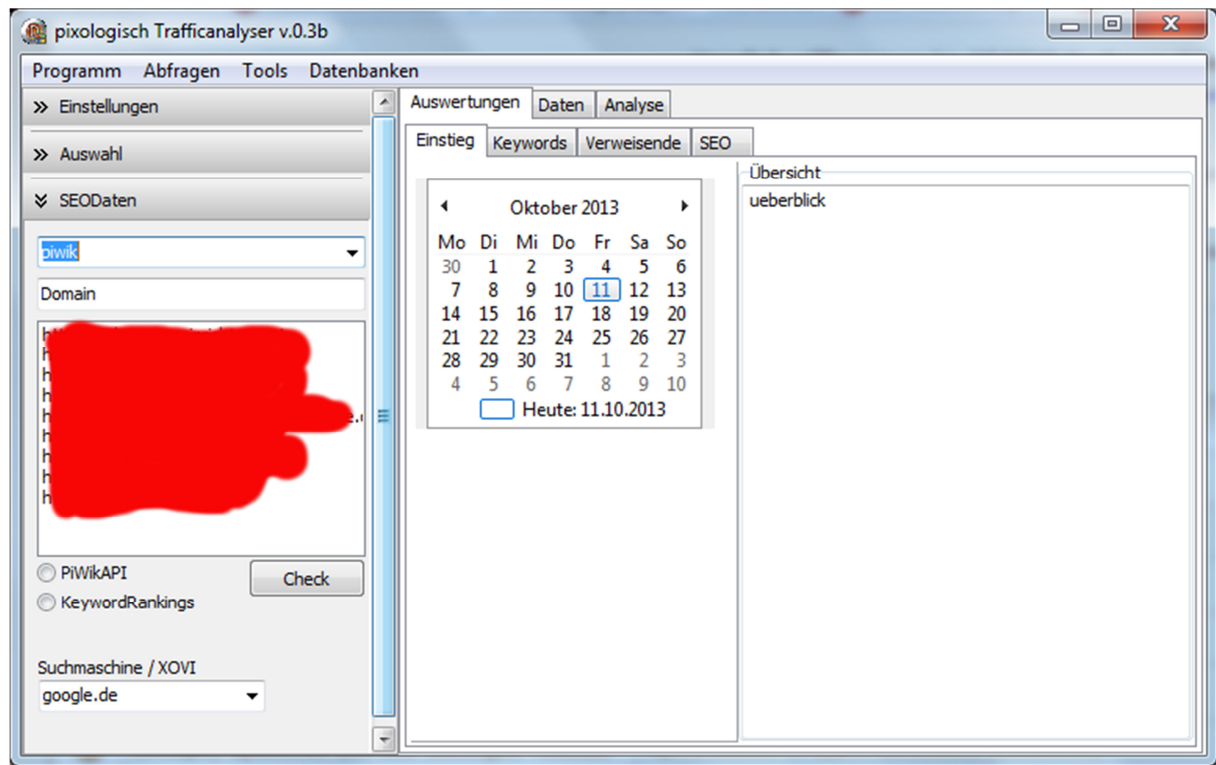 pixologisch Trafficanalyser v.0.3b
Programm Abfragen Tools Datenbanken
Einstellungen
Auswahl
SEODaten
piwik
Domain
PiWikAPI
Check
KeywordRankings
Suchmaschine / XOVI
google.de
Auswertungen Daten Analyse
Einstieg Keywords Verweisende SEO
Oktober 2013
Mo Di Mi Do Fr Sa So
30 1 2 3 4 5 6
7 8 9 10 11 12 13
14 15 16 17 18 19 20
21 22 23 24 25 26 27
28 29 30 31 1 2 3
4 5 6 7 8 9 10
Heute: 11.10.2013
Übersicht
ueberblick